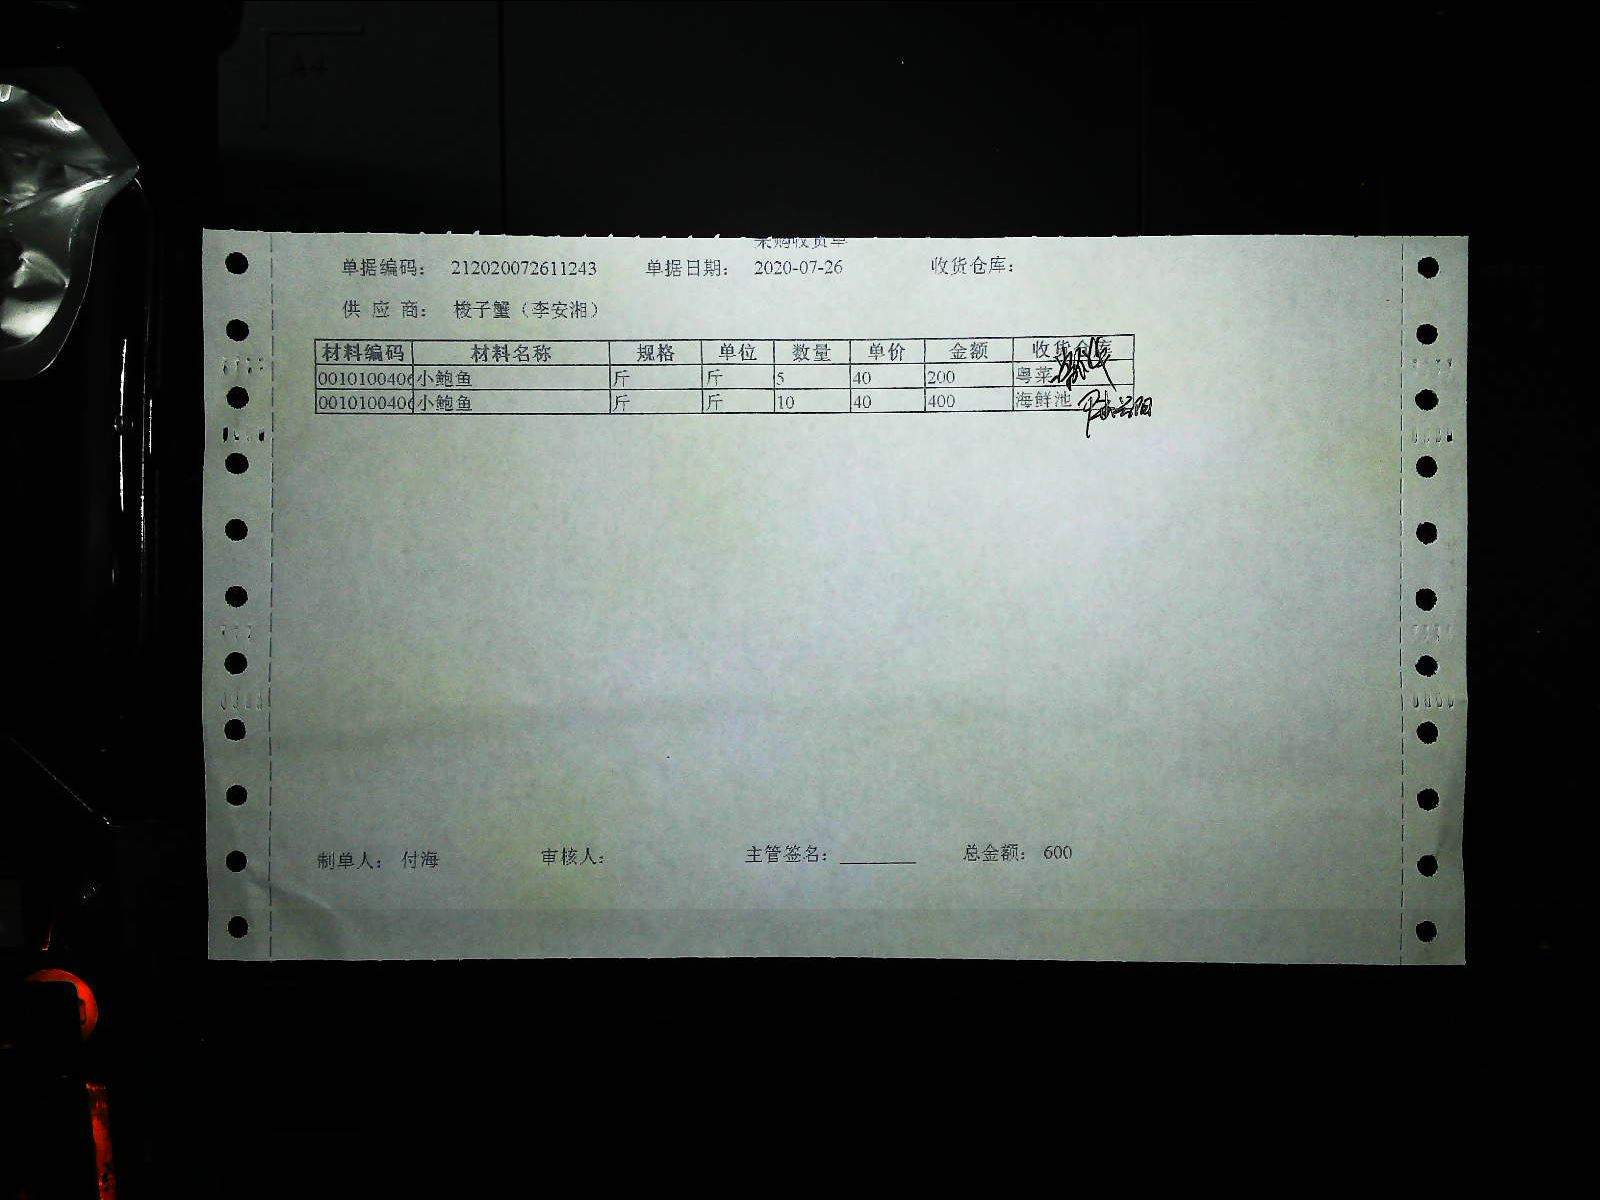 采购收货单
单据编码： 212020072611243 单据日期： 2020-07-26 收货仓库：
供 应 商： 梭子蟹（李安湘）
材料编码 材料名称 规格 单位 数量 单价 金额 收货仓库
0010100406 小鲍鱼 斤 斤 5 40 200 粤菜
0010100406 小鲍鱼 斤 斤 10 40 400 海鲜池
制单人： 付海 审核人： 主管签名： 总金额： 600